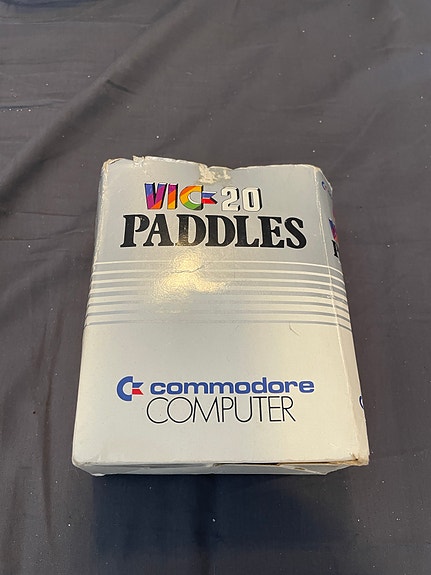 VIC-20
PADDLES
commodore
COMPUTER